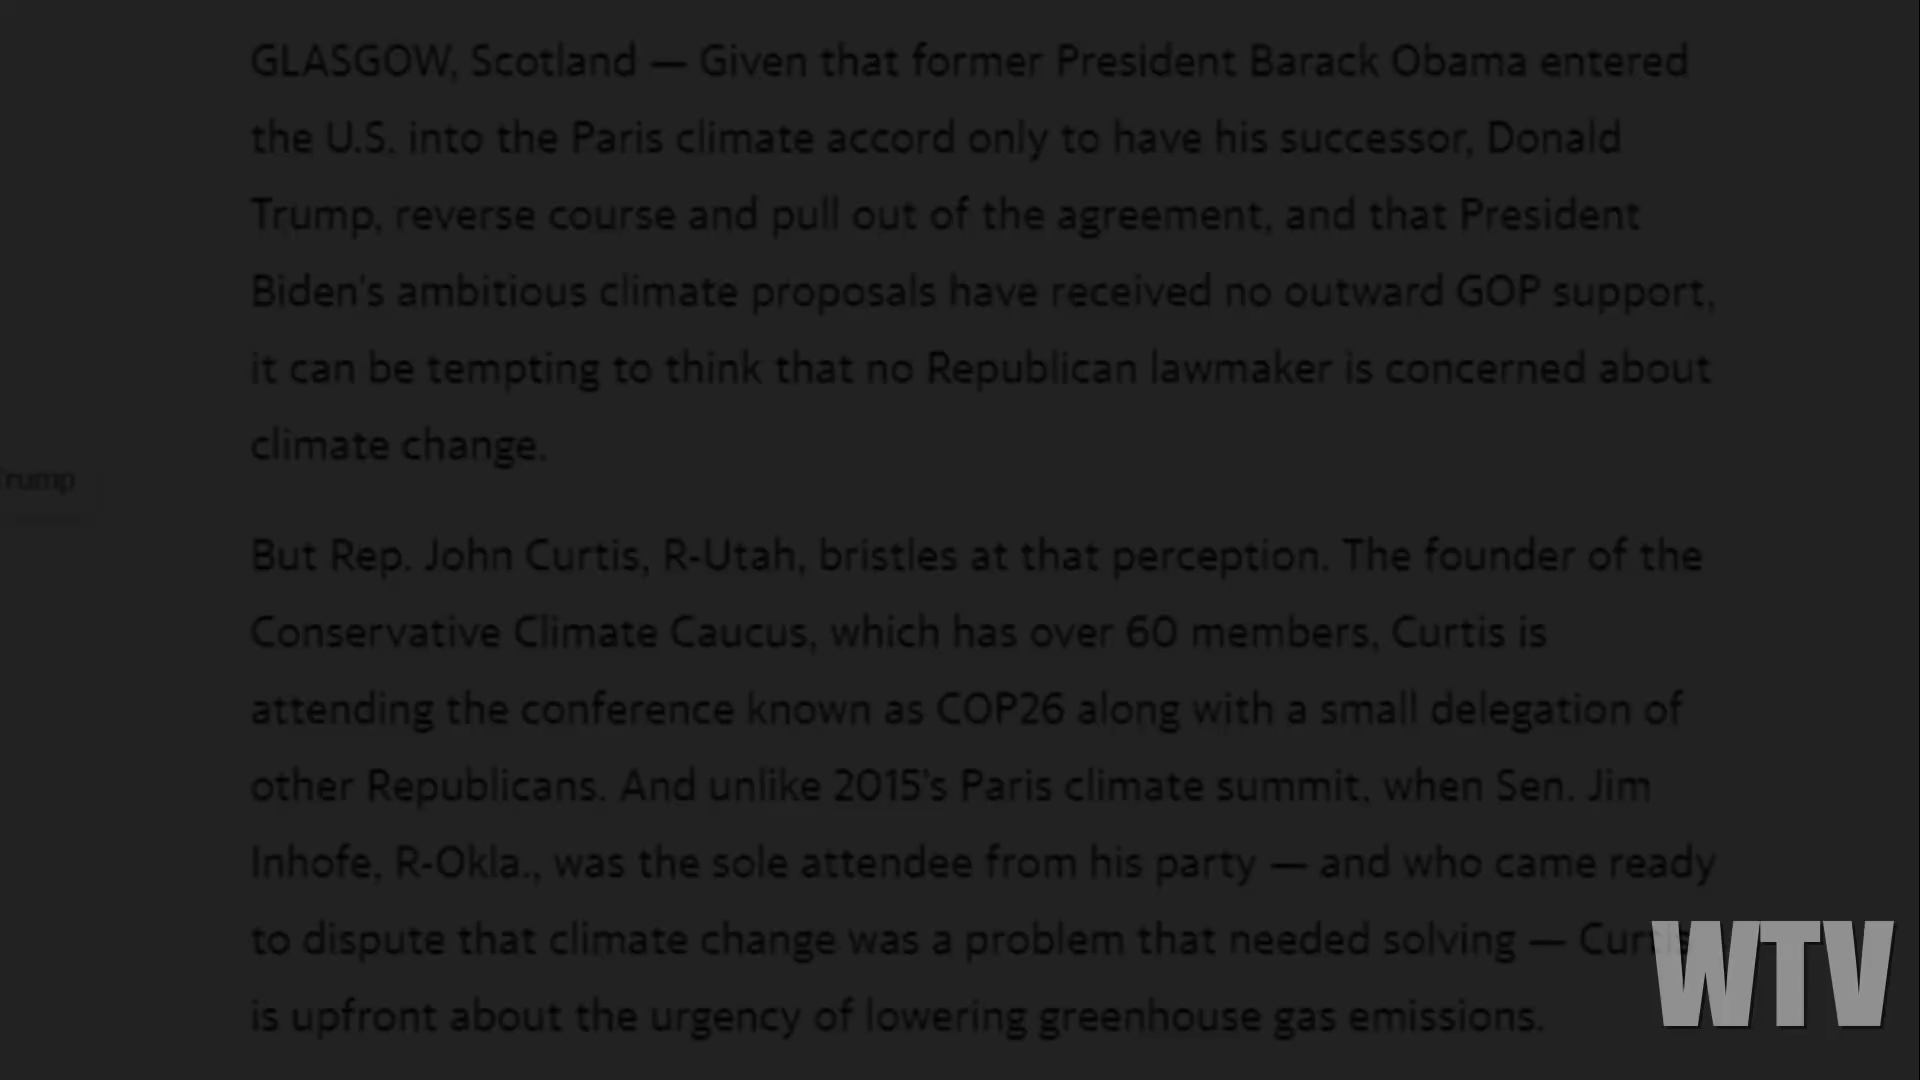 GLASGOW, Scotland — Given that former President Barack Obama entered
the U.S. into the Paris climate accord only to have his successor, Donald
Trump, reverse course and pull out of the agreement, and that President
Biden's ambitious climate proposals have received no outward GOP support,
it can be tempting to think that no Republican lawmaker is concerned about
climate change.
Trump
But Rep. John Curtis, R-Utah, bristles at that perception. The founder of the
Conservative Climate Caucus, which has over 60 members, Curtis is
attending the conference known as COP26 along with a small delegation of
other Republicans. And unlike 2015's Paris climate summit, when Sen. Jim
Inhofe, R-Okla., was the sole attendee from his party — and who came ready
to dispute that climate change was a problem that needed solving — Curtis
is upfront about the urgency of lowering greenhouse gas emissions.
WTV